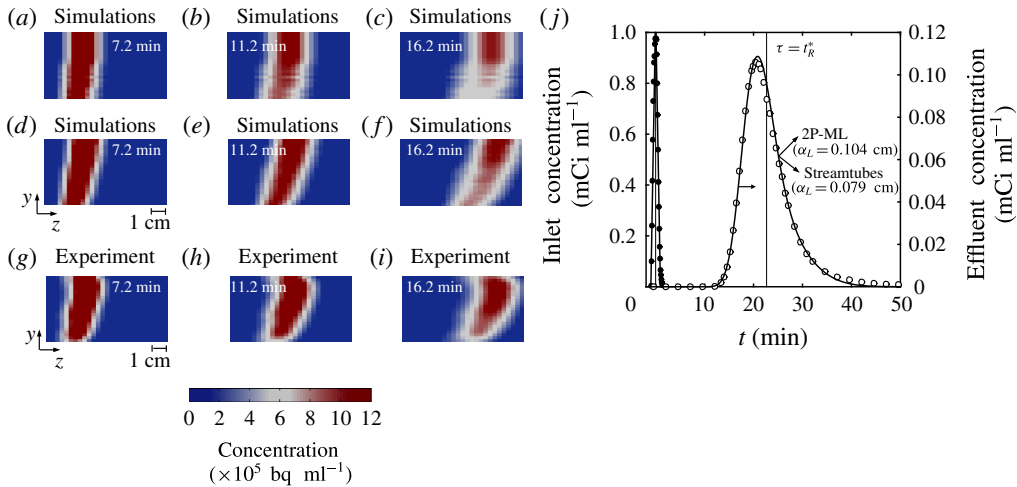 (a) Simulations
7.2 min
(b) Simulations
11.2 min
(c) Simulations
16.2 min
(d) Simulations
7.2 min
(e) Simulations
11.2 min
(f) Simulations
16.2 min
y
z
1 cm
(g) Experiment
7.2 min
(h) Experiment
11.2 min
(i) Experiment
16.2 min
y
z
1 cm
0 2 4 6 8 10 12
Concentration
(×10⁵ bq ml⁻¹)
(j)
τ = t*_R
2P-ML
(α_L = 0.104 cm)
Streamtubes
(α_L = 0.079 cm)
Inlet concentration
(mCi ml⁻¹)
1.0
0.8
0.6
0.4
0.2
Effluent concentration
(mCi ml⁻¹)
0.12
0.10
0.08
0.06
0.04
0.02
0
0 10 20 30 40 50
t (min)